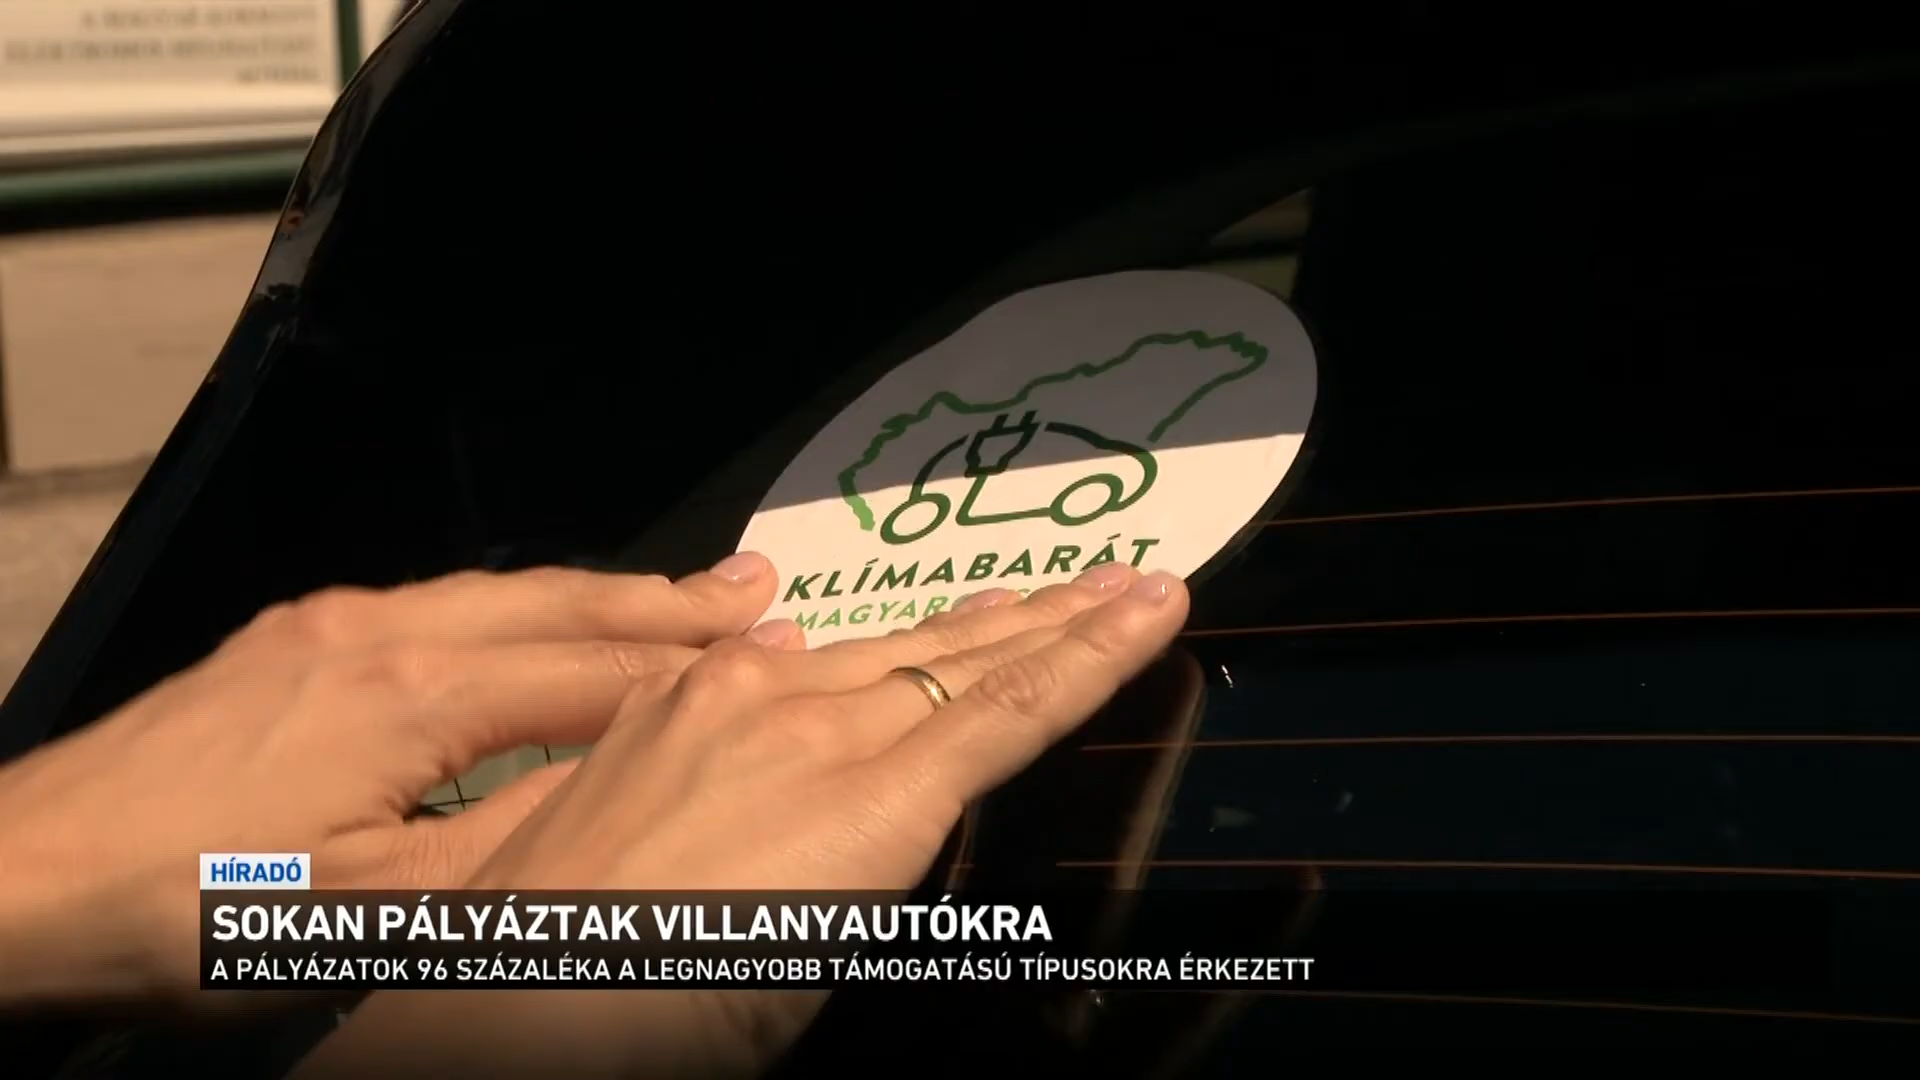 KLÍMABARÁT
HÍRADÓ
SOKAN PÁLYÁZTAK VILLANYAUTÓKRA
A PÁLYÁZATOK 96 SZÁZALÉKA A LEGNAGYOBB TÁMOGATÁSÚ TÍPUSOKRA ÉRKEZETT